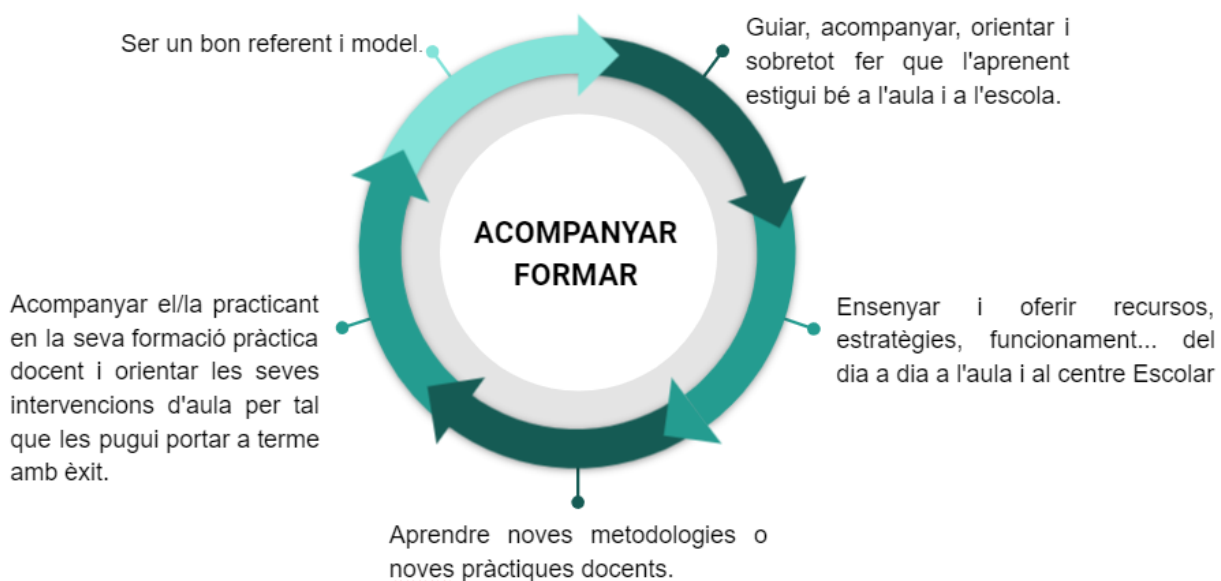 Ser un bon referent i model.
Guiar, acompanyar, orientar i
sobretot fer que l'aprenent
estigui bé a l'aula i a l'escola.
ACOMPANYAR
FORMAR
Ensenyar i oferir recursos,
estratègies, funcionament... del
dia a dia a l'aula i al centre Escolar
Aprendre noves metodologies o
noves pràctiques docents.
Acompanyar el/la practicant
en la seva formació pràctica
docent i orientar les seves
intervencions d'aula per tal
que les pugui portar a terme
amb èxit.